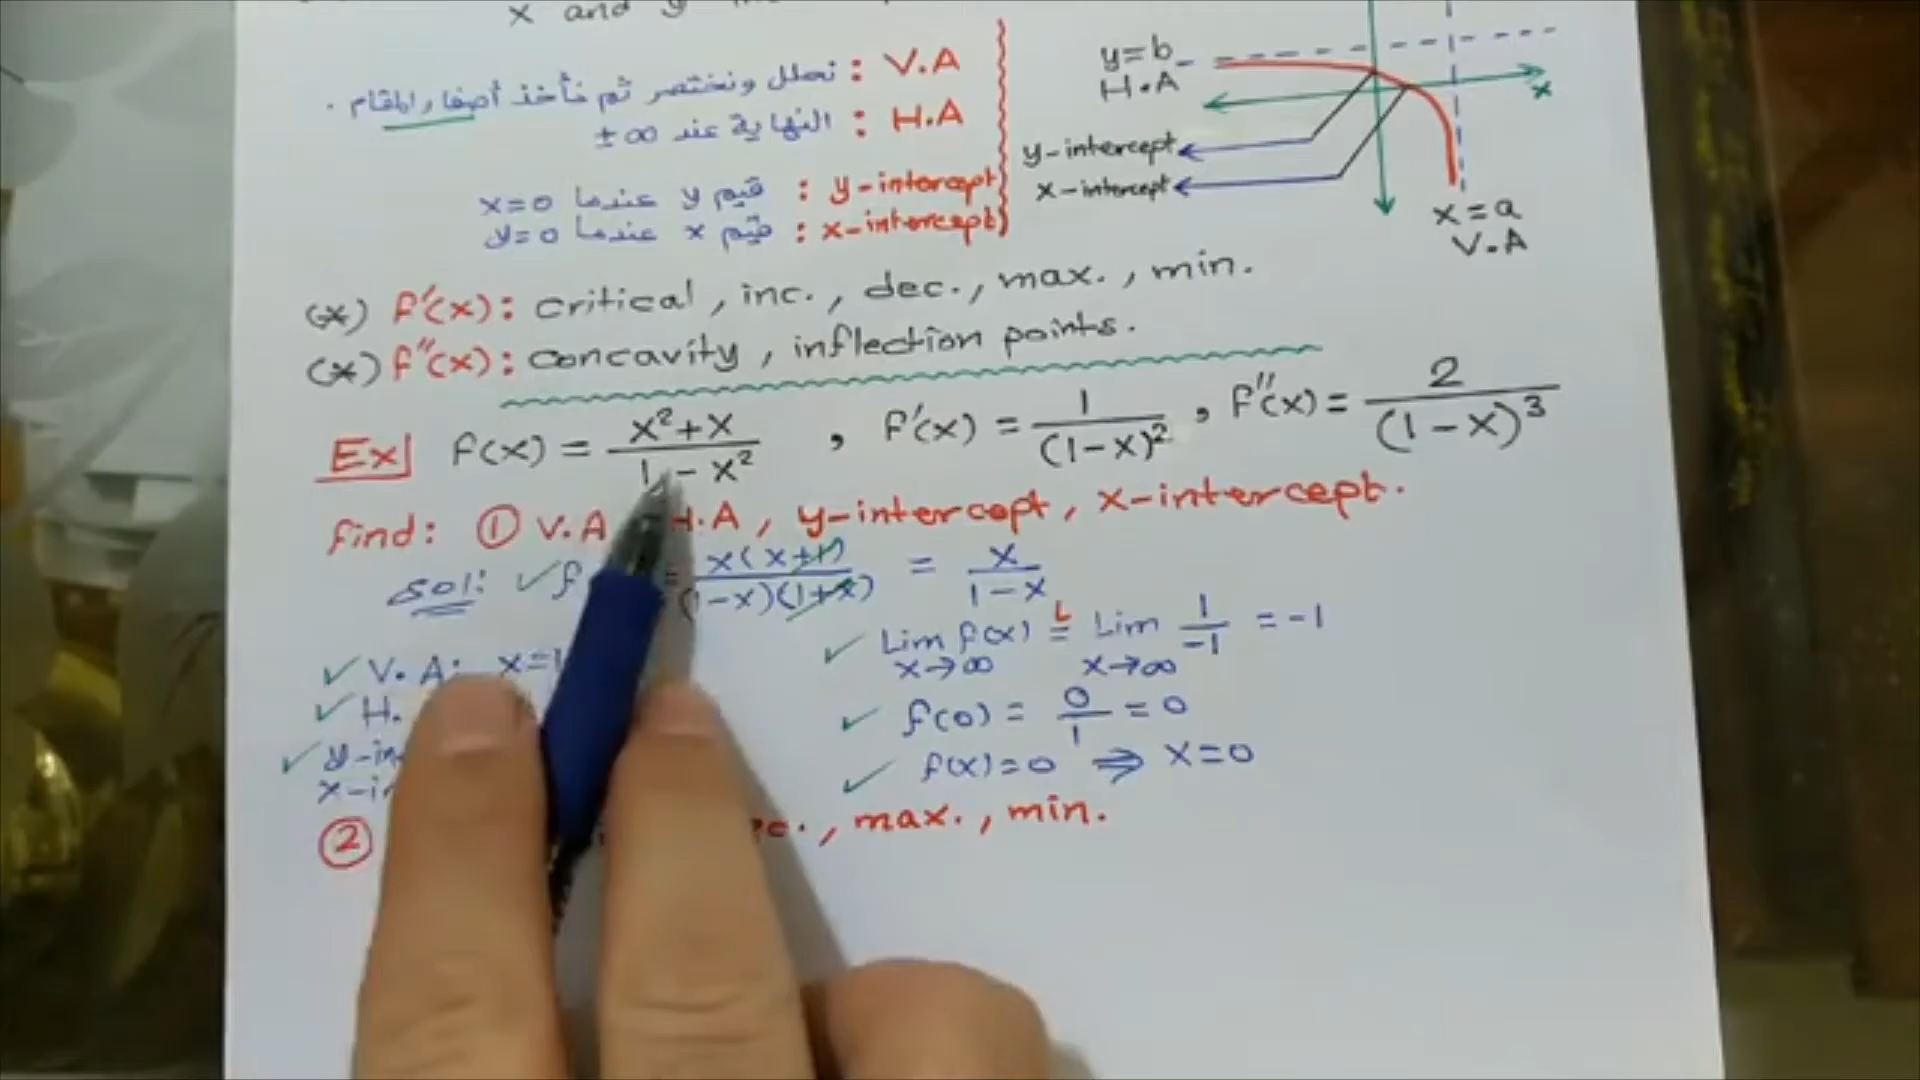 x and y
V.A : نحلل ونختصر ثم نأخذ أصفار المقام .
H.A : النهاية عند ±∞
y-intercept : قيم y عندما x=0
x-intercept : قيم x عندما y=0
y=b
H.A
x
y-intercept
x-intercept
x=a
V.A
(*) f'(x): critical, inc., dec., max., min.
(*) f''(x): concavity, inflection points.
Ex] f(x) = (x²+x)/(1-x²) , f'(x) = 1/(1-x)² , f''(x) = 2/(1-x)³
find: ① V.A H.A, y-intercept, x-intercept.
sol: ✓ f = x(x+1)/(1-x)(1+x) = x/(1-x)
✓ V.A: x=1
✓ Lim f(x) L= Lim 1/-1 = -1
x→∞ x→∞
✓ H.
✓ f(0) = 0/1 = 0
✓ y-in
✓ f(x)=0 ⇒ x=0
x-in
② , max., min.